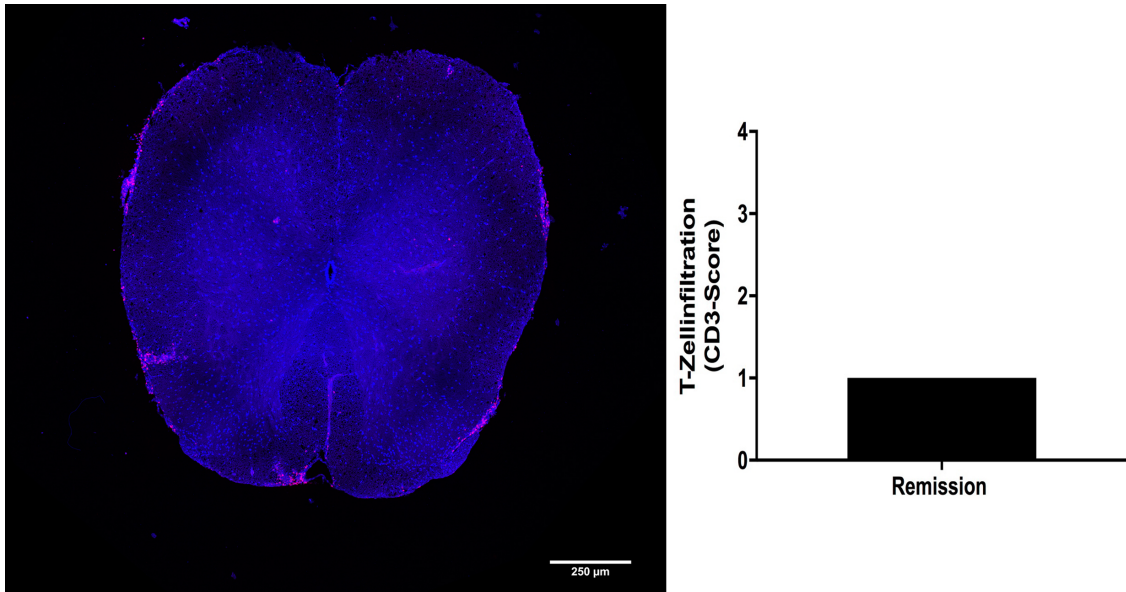 250 µm
T-Zellinfiltration
(CD3-Score)
4
3
2
1
0
Remission